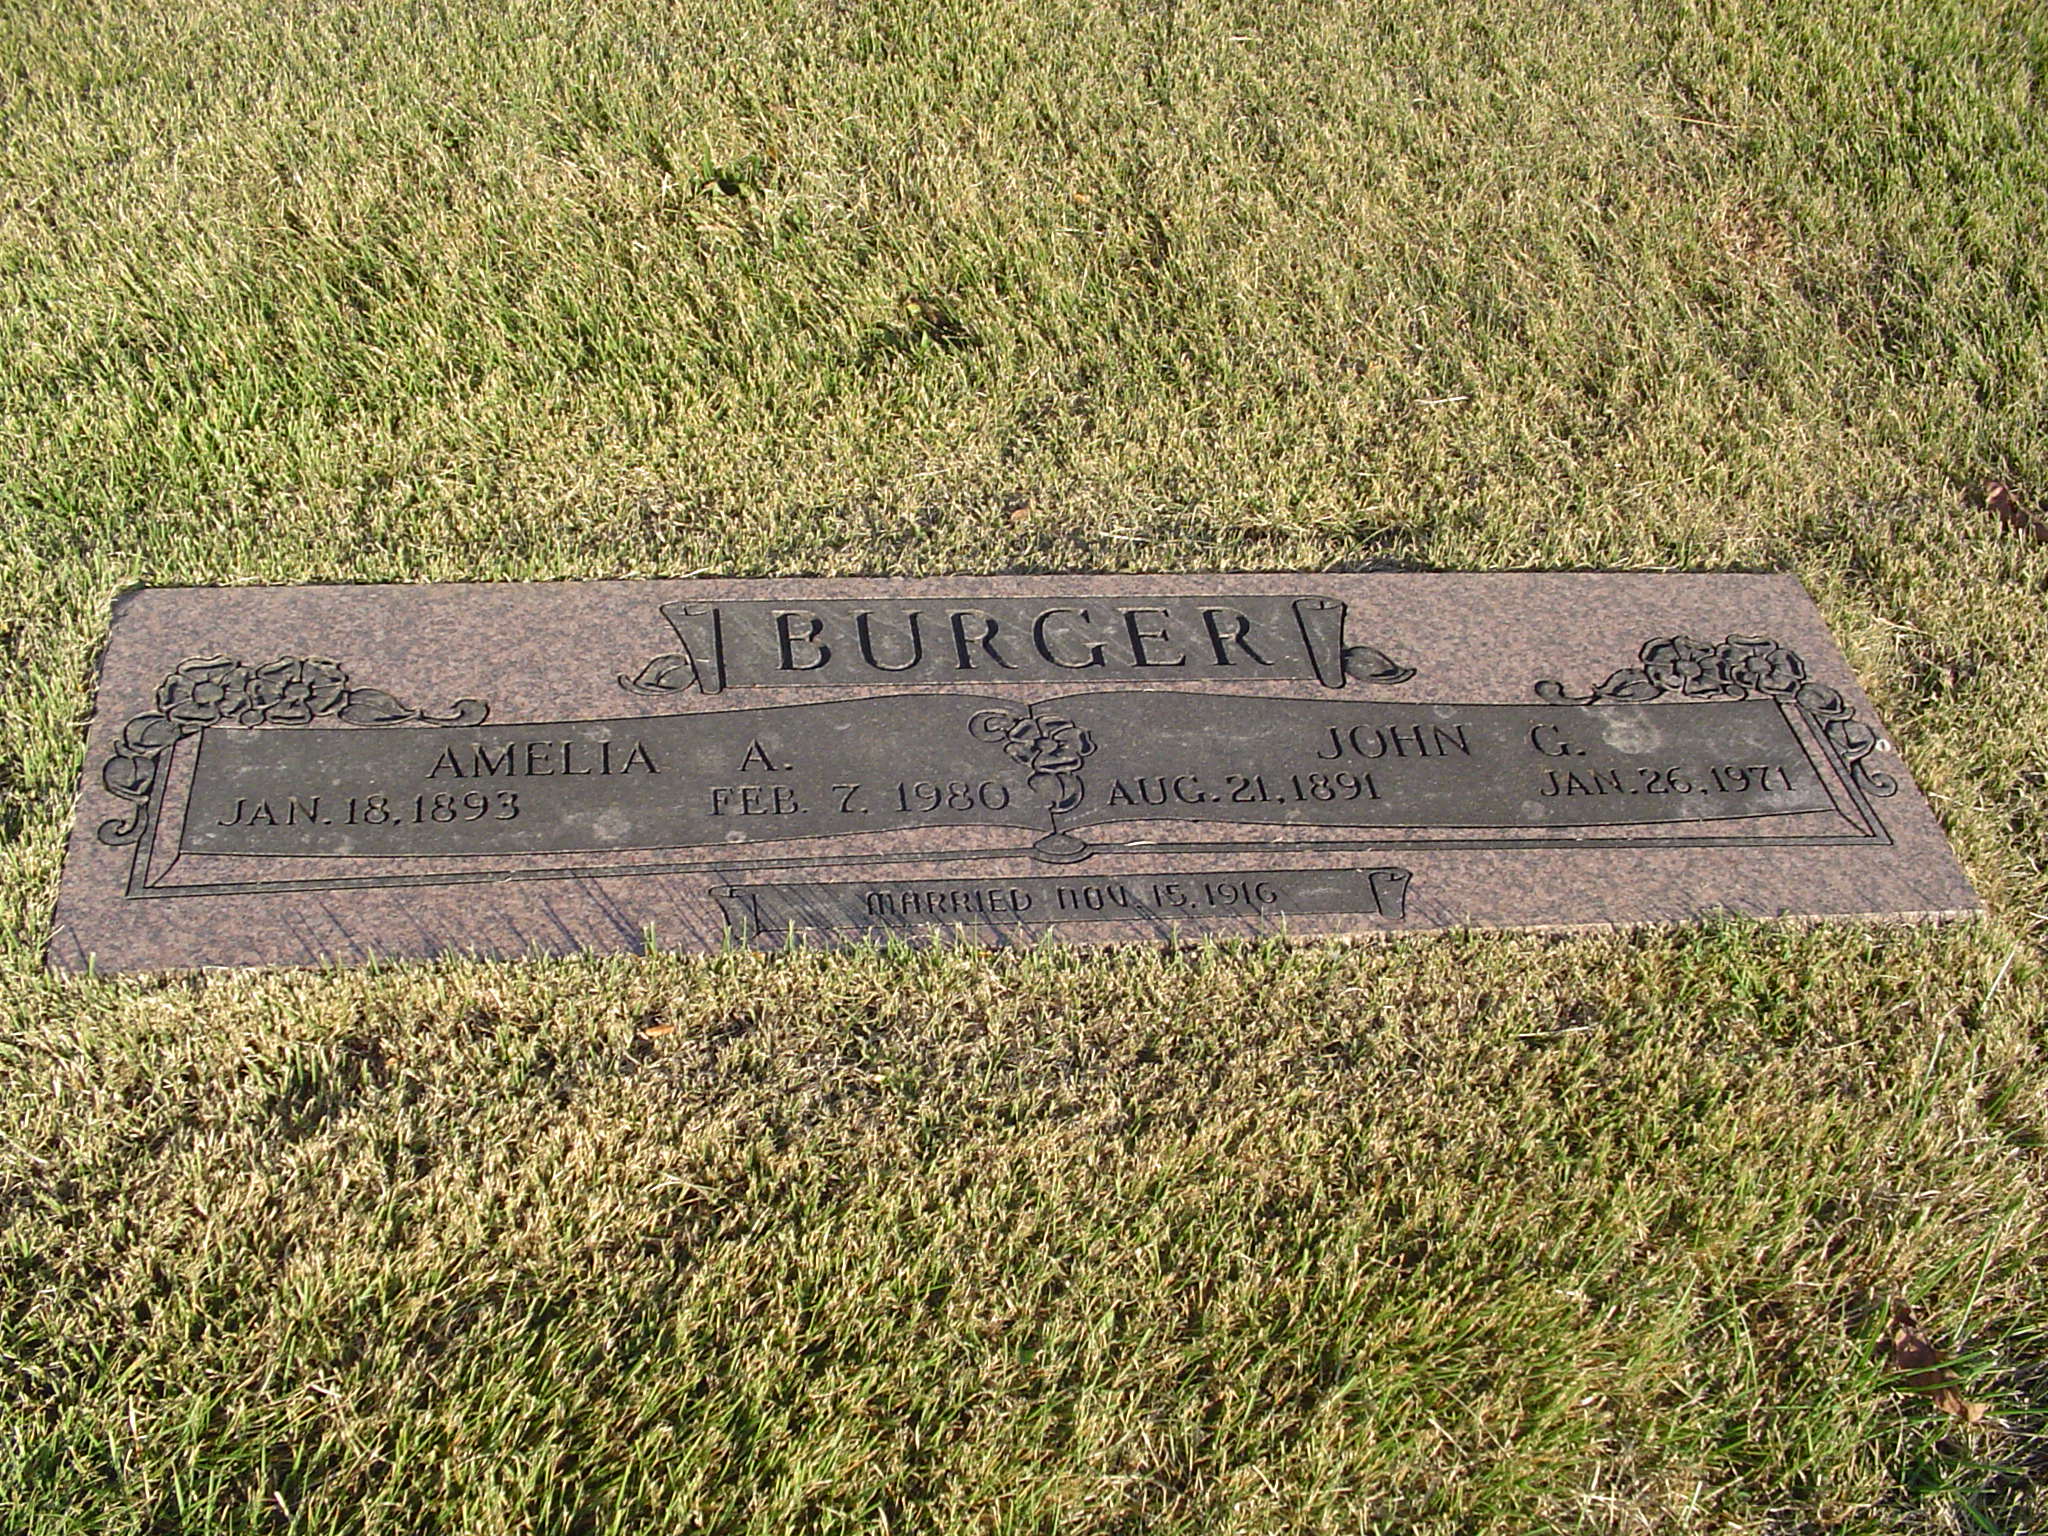 BURGER
AMELIA A.
JAN. 18, 1893 FEB. 7, 1980
JOHN G.
AUG. 21, 1891 JAN. 26, 1971
MARRIED NOV. 15, 1916